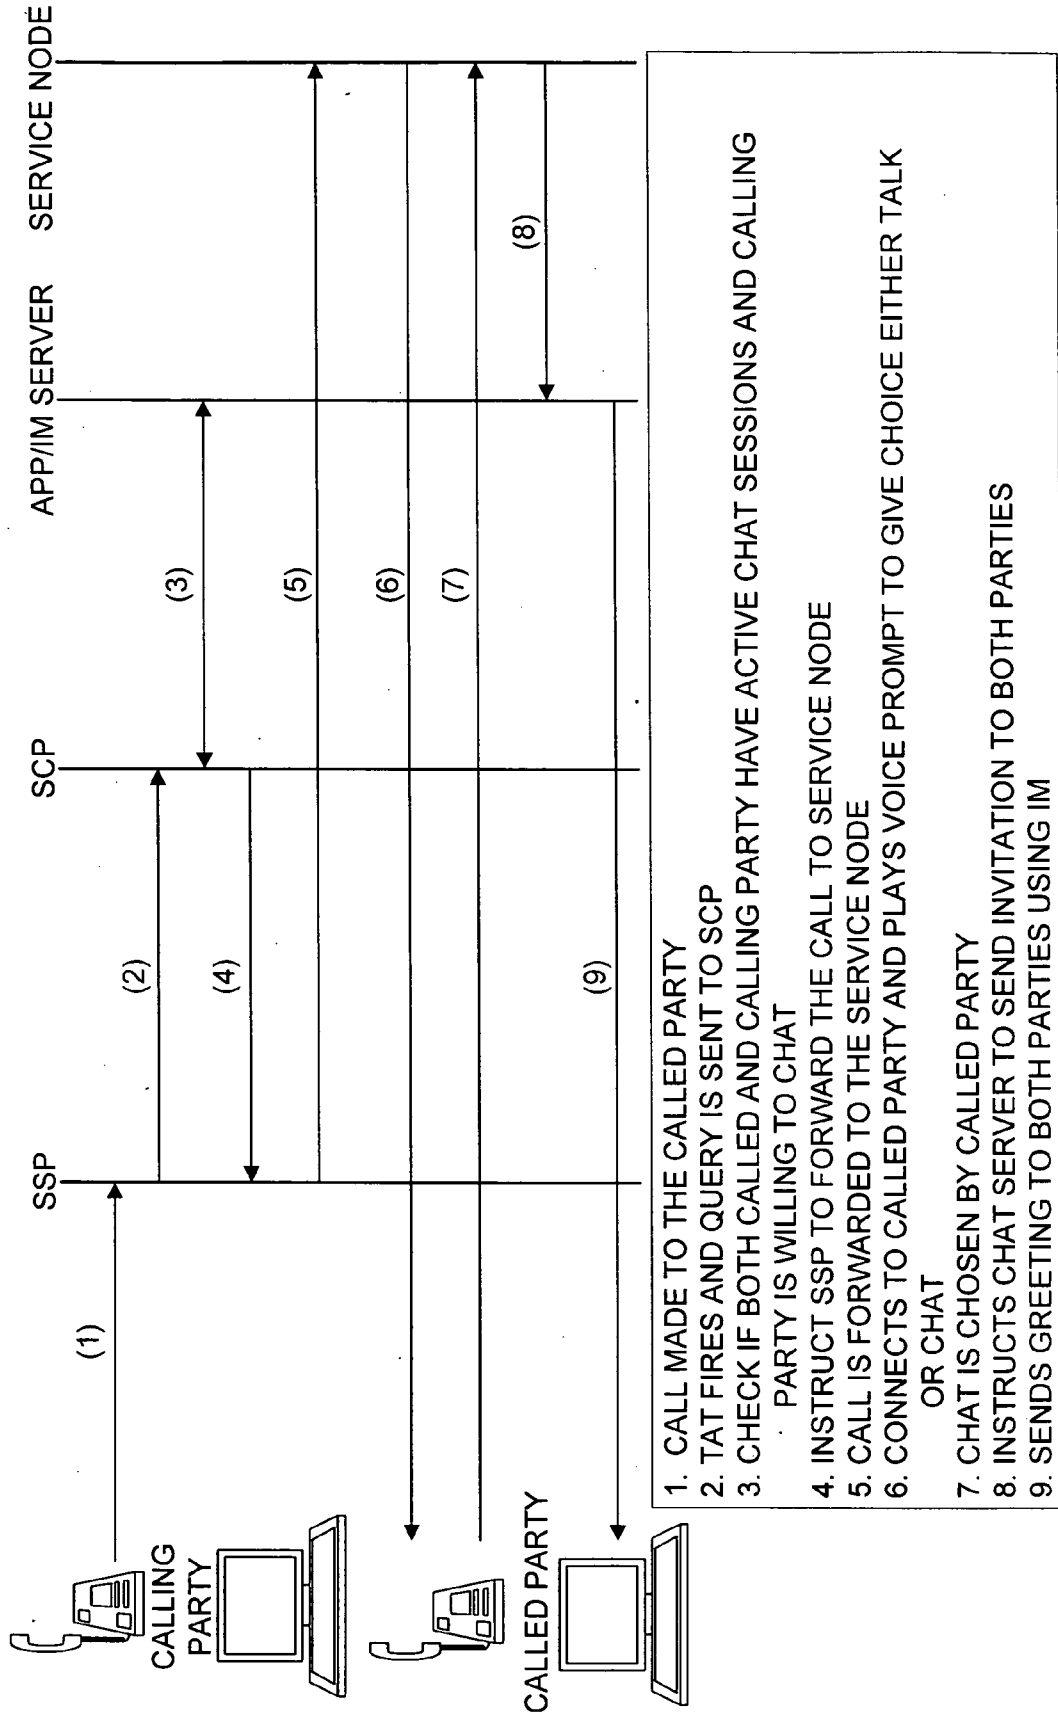 SSP
SCP
APP/IM SERVER
SERVICE NODE
(1)
(2)
(3)
(4)
(5)
(6)
(7)
(8)
(9)
CALLING
PARTY
CALLED PARTY
1. CALL MADE TO THE CALLED PARTY
2. TAT FIRES AND QUERY IS SENT TO SCP
3. CHECK IF BOTH CALLED AND CALLING PARTY HAVE ACTIVE CHAT SESSIONS AND CALLING
PARTY IS WILLING TO CHAT
4. INSTRUCT SSP TO FORWARD THE CALL TO SERVICE NODE
5. CALL IS FORWARDED TO THE SERVICE NODE
6. CONNECTS TO CALLED PARTY AND PLAYS VOICE PROMPT TO GIVE CHOICE EITHER TALK
OR CHAT
7. CHAT IS CHOSEN BY CALLED PARTY
8. INSTRUCTS CHAT SERVER TO SEND INVITATION TO BOTH PARTIES
9. SENDS GREETING TO BOTH PARTIES USING IM